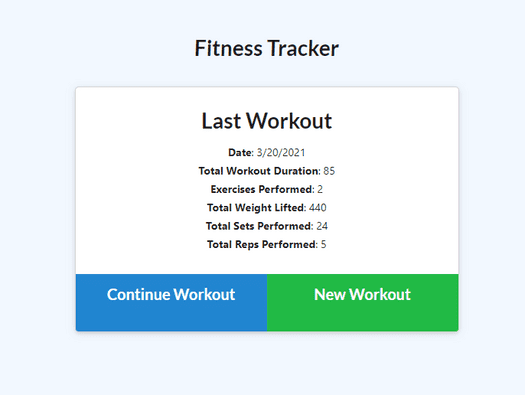 Fitness Tracker
Last Workout
Date: 3/20/2021
Total Workout Duration: 85
Exercises Performed: 2
Total Weight Lifted: 440
Total Sets Performed: 24
Total Reps Performed: 5
Continue Workout New Workout